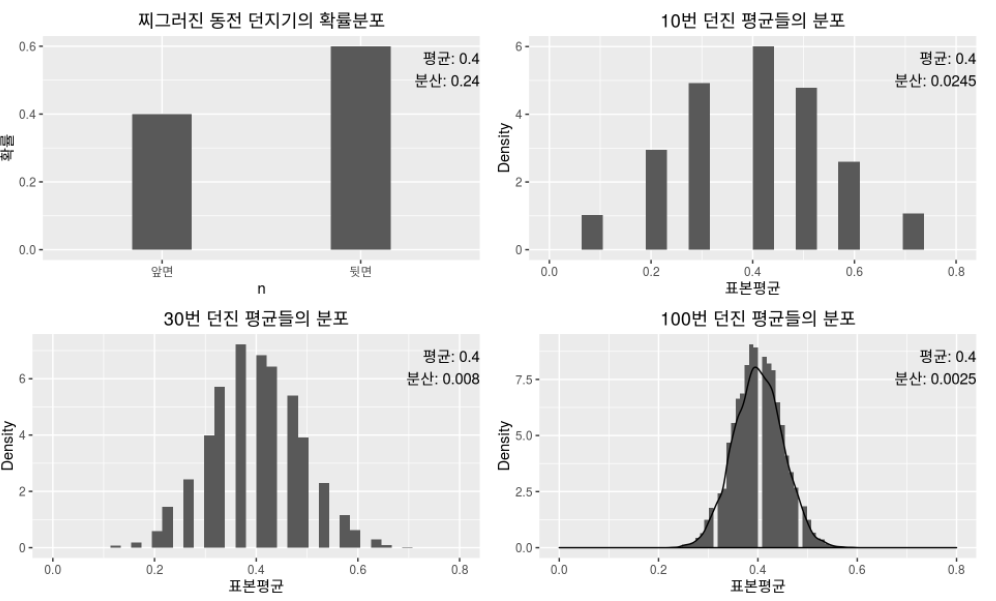 찌그러진 동전 던지기의 확률분포
평균: 0.4
분산: 0.24
0.6
0.4
0.2
0.0
확률
앞면
뒷면
n
10번 던진 평균들의 분포
평균: 0.4
분산: 0.0245
6
4
2
0
Density
0.0
0.2
0.4
0.6
0.8
표본평균
30번 던진 평균들의 분포
평균: 0.4
분산: 0.008
6
4
2
0
Density
0.0
0.2
0.4
0.6
0.8
표본평균
100번 던진 평균들의 분포
평균: 0.4
분산: 0.0025
7.5
5.0
2.5
0.0
Density
0.0
0.2
0.4
0.6
0.8
표본평균